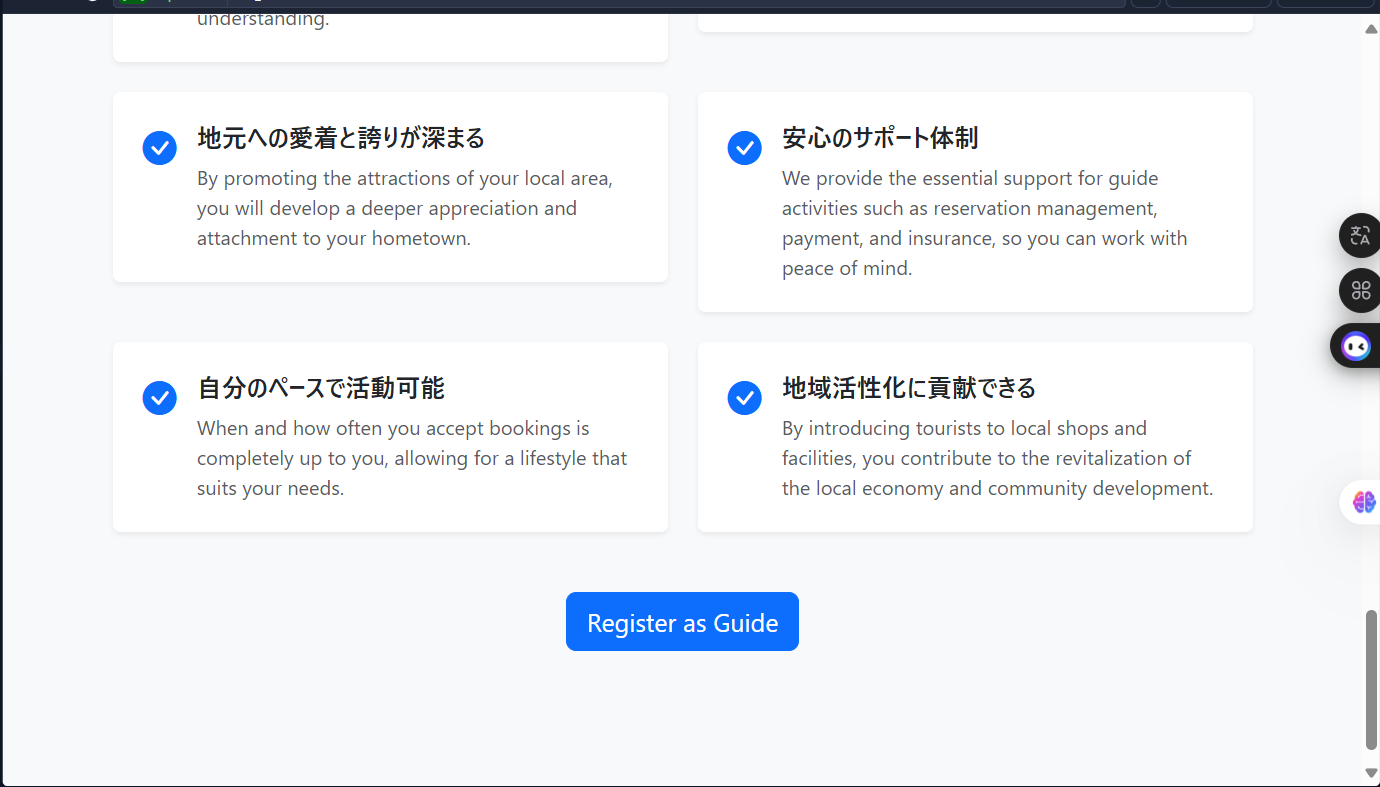 understanding.
地元への愛着と誇りが深まる
By promoting the attractions of your local area,
you will develop a deeper appreciation and
attachment to your hometown.
安心のサポート体制
We provide the essential support for guide
activities such as reservation management,
payment, and insurance, so you can work with
peace of mind.
自分のペースで活動可能
When and how often you accept bookings is
completely up to you, allowing for a lifestyle that
suits your needs.
地域活性化に貢献できる
By introducing tourists to local shops and
facilities, you contribute to the revitalization of
the local economy and community development.
Register as Guide